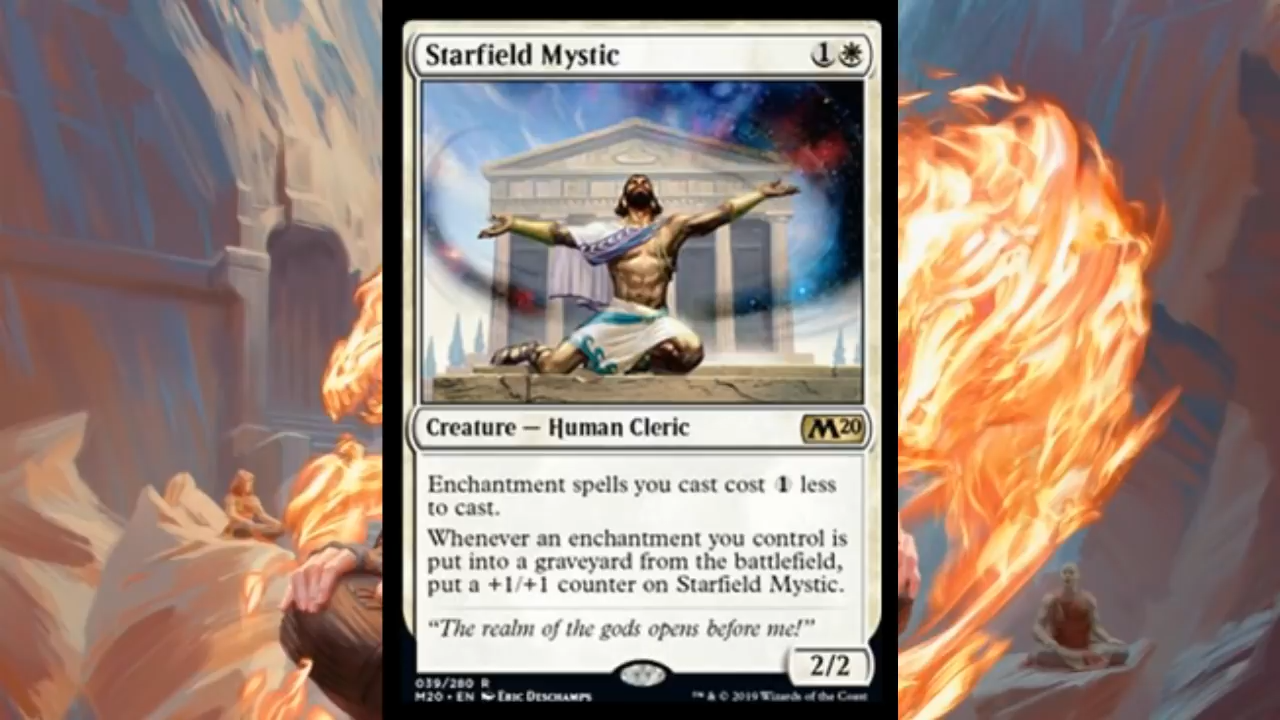 Starfield Mystic 1
Creature — Human Cleric M20
Enchantment spells you cast cost 1 less
to cast.
Whenever an enchantment you control is
put into a graveyard from the battlefield,
put a +1/+1 counter on Starfield Mystic.
“The realm of the gods opens before me!”
2/2
039/280 R
M20 • EN Eric Deschamps ™ & © 2019 Wizards of the Coast